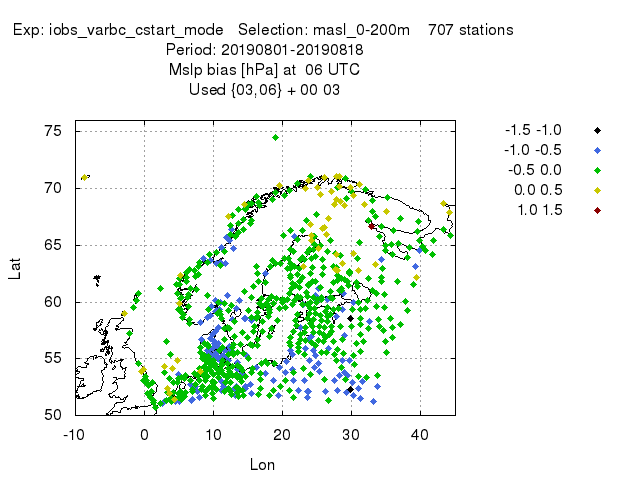 Exp: iobs_varbc_cstart_mode Selection: masl_0-200m 707 stations
Period: 20190801-20190818
Mslp bias [hPa] at 06 UTC
Used {03,06} + 00 03
75
70
65
60
55
50
Lat
-10 0 10 20 30 40
Lon
-1.5 -1.0
-1.0 -0.5
-0.5 0.0
0.0 0.5
1.0 1.5